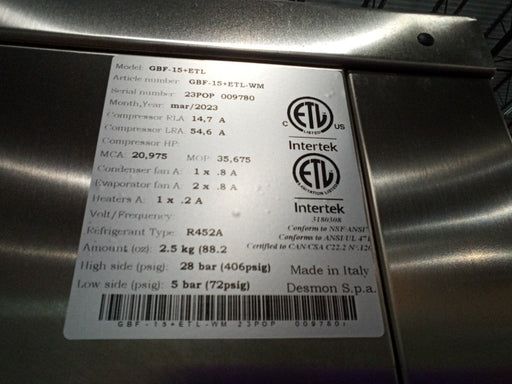 Model: GBF-15+ETL
Article number: GBF-15+ETL-WM
Serial number: 23POP 009780
Month,Year: mar/2023
Compressor RLA: 14,7 A
Compressor LRA: 54,6 A
Compressor HP:
MCA: 20,975 MOP: 35,675
Condenser fan A: 1 x .8 A
Evaporator fan A: 2 x .8 A
Heaters A: 1 x .2 A
Volt/Frequency:
Refrigerant Type: R452A
Amount (oz): 2.5 kg (88.2
High side (psig): 28 bar (406psig)
Low side (psig): 5 bar (72psig)
C ETL US
LISTED
Intertek
ETL
SANITATION LISTED
Intertek
3180308
Conform to NSF/ANSI
Conforms to ANSI/UL 471
Certified to CAN/CSA C22.2 N°.120
Made in Italy
Desmon S.p.a.
GBF-15+ETL-WM 23POP 009780